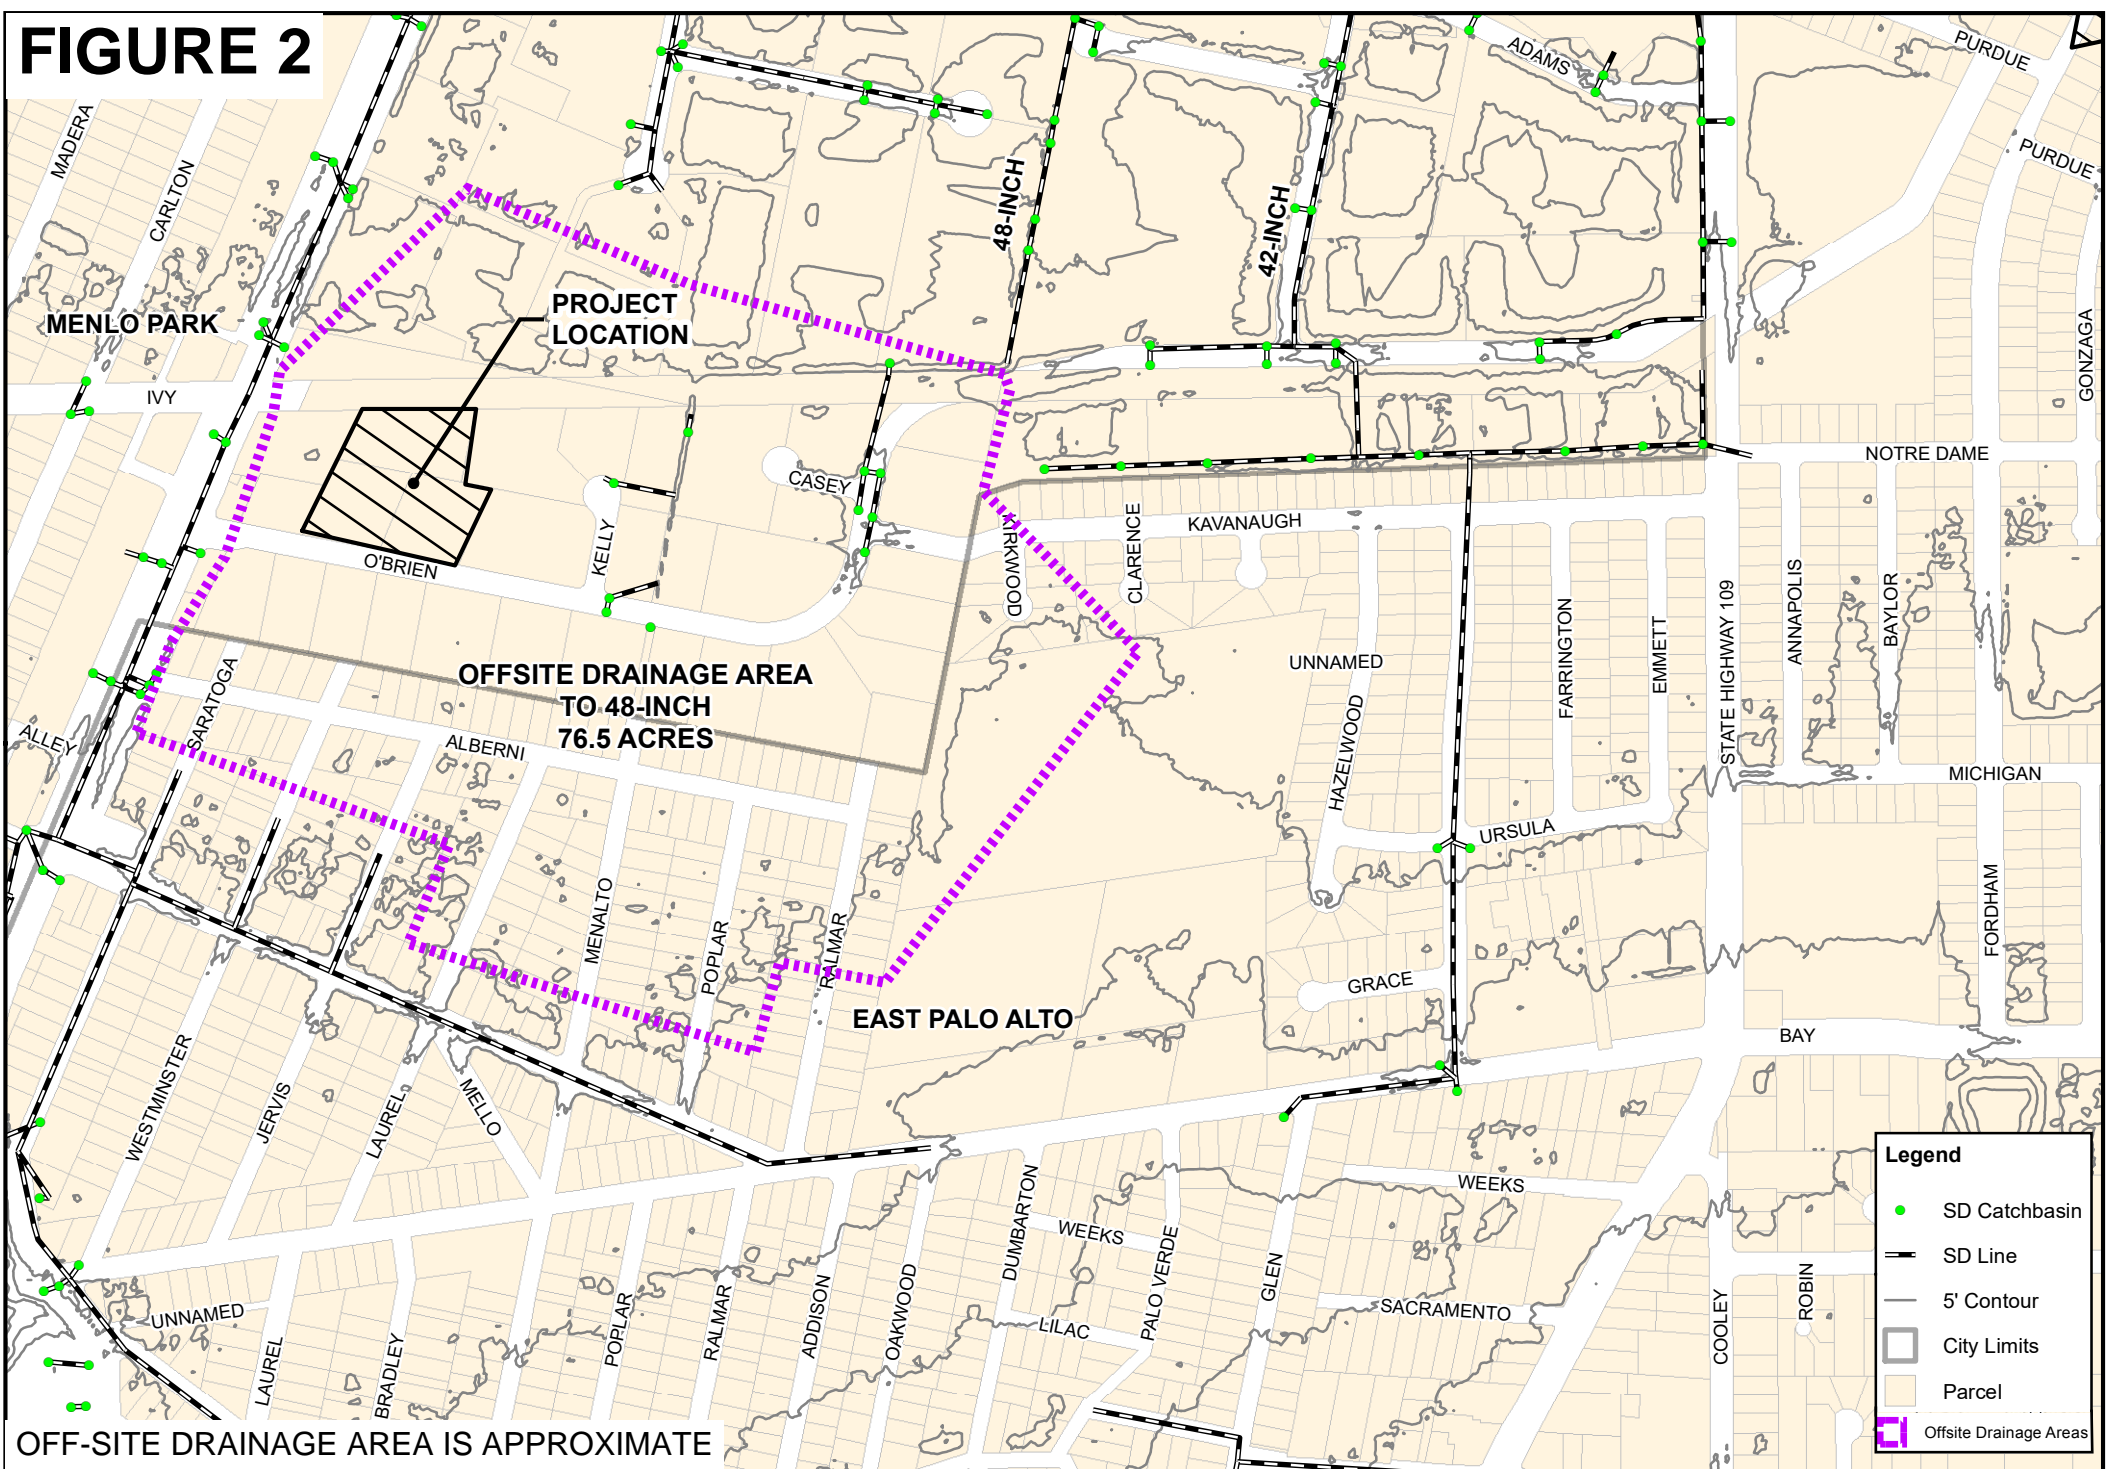 FIGURE 2
MADERA
CARLTON
ADAMS
PURDUE
PURDUE
48-INCH
42-INCH
MENLO PARK
PROJECT
LOCATION
IVY
GONZAGA
CASEY
NOTRE DAME
KELLY
O'BRIEN
KIRKWOOD
CLARENCE
KAVANAUGH
FARRINGTON
EMMETT
STATE HIGHWAY 109
ANNAPOLIS
BAYLOR
OFFSITE DRAINAGE AREA
TO 48-INCH
76.5 ACRES
UNNAMED
HAZELWOOD
SARATOGA
ALLEY
ALBERNI
MICHIGAN
URSULA
MENALTO
POPLAR
RALMAR
GRACE
FORDHAM
EAST PALO ALTO
BAY
WESTMINSTER
JERVIS
LAUREL
MELLO
WEEKS
WEEKS
DUMBARTON
PALO VERDE
GLEN
SACRAMENTO
LILAC
UNNAMED
LAUREL
BRADLEY
POPLAR
RALMAR
ADDISON
OAKWOOD
COOLEY
ROBIN
Legend
SD Catchbasin
SD Line
5' Contour
City Limits
Parcel
Offsite Drainage Areas
OFF-SITE DRAINAGE AREA IS APPROXIMATE